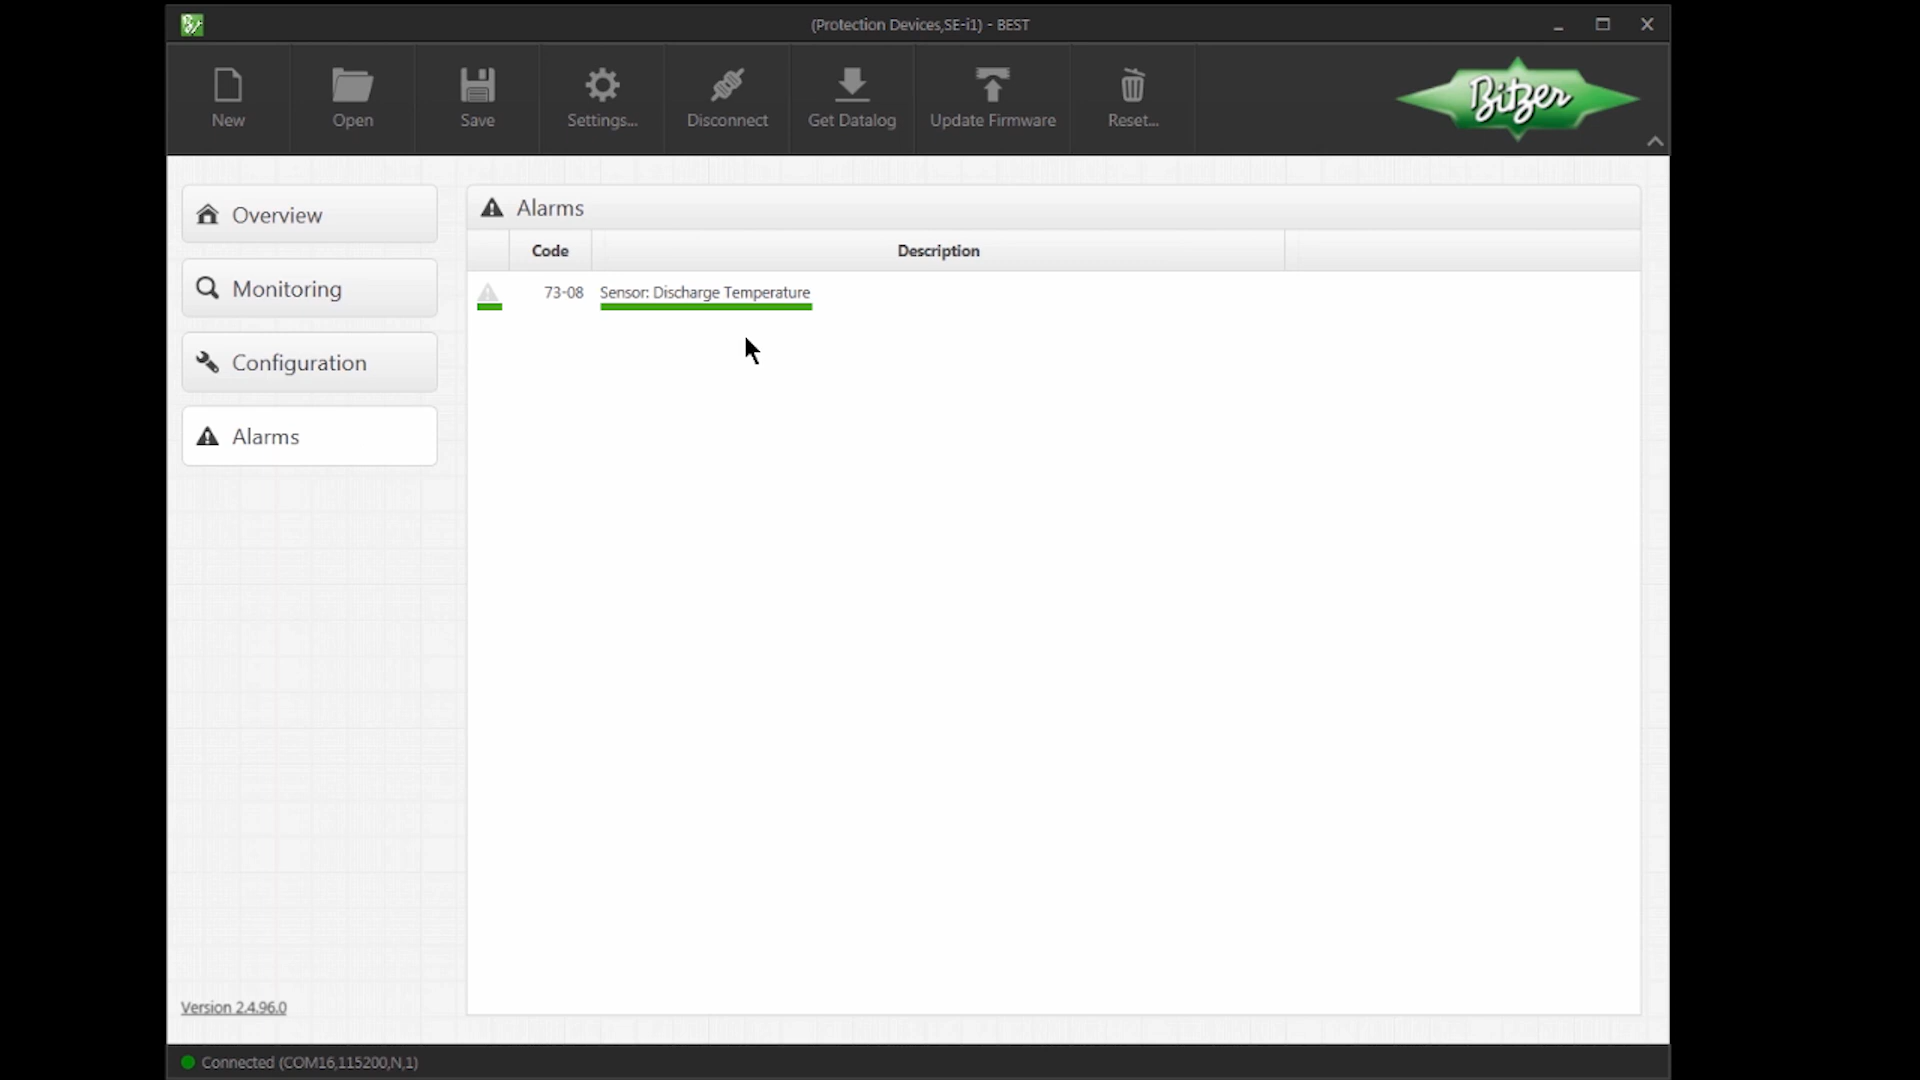 (Protection Devices,SE-i1) - BEST
New
Open
Save
Settings...
Disconnect
Get Datalog
Update Firmware
Reset...
Bitzer
Overview
Monitoring
Configuration
Alarms
Alarms
Code Description
73-08 Sensor: Discharge Temperature
Version 2.4.96.0
Connected (COM16,115200,N,1)